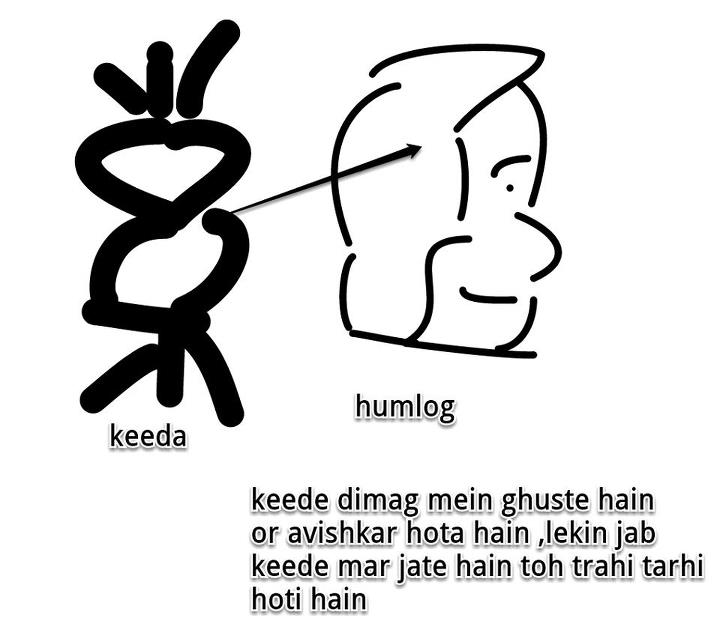 keeda
humlog
keede dimag mein ghuste hain
or avishkar hota hain ,lekin jab
keede mar jate hain toh trahi tarhi
hoti hain